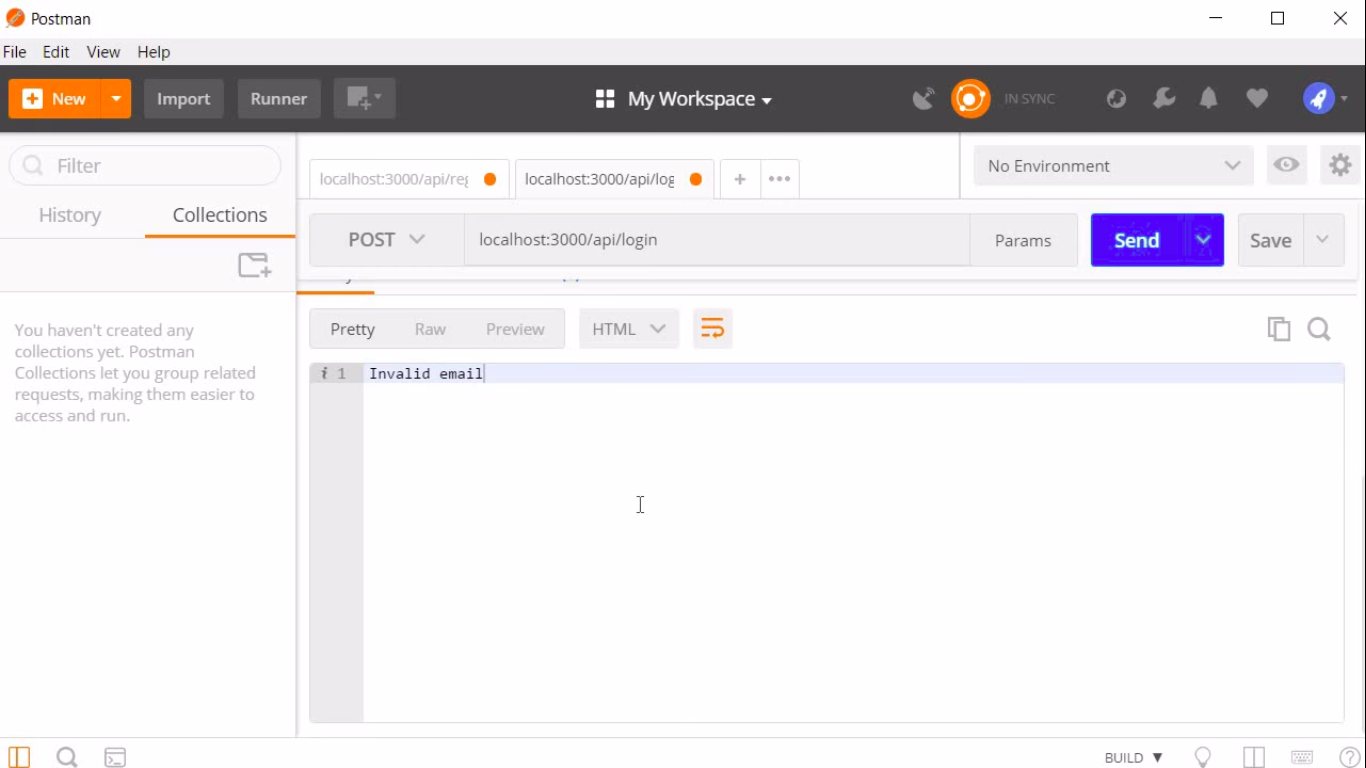 Postman
File Edit View Help
New Import Runner My Workspace IN SYNC
Filter
History Collections
You haven't created any
collections yet. Postman
Collections let you group related
requests, making them easier to
access and run.
localhost:3000/api/reg localhost:3000/api/log No Environment
POST localhost:3000/api/login Params Send Save
Pretty Raw Preview HTML
i 1 Invalid email
BUILD